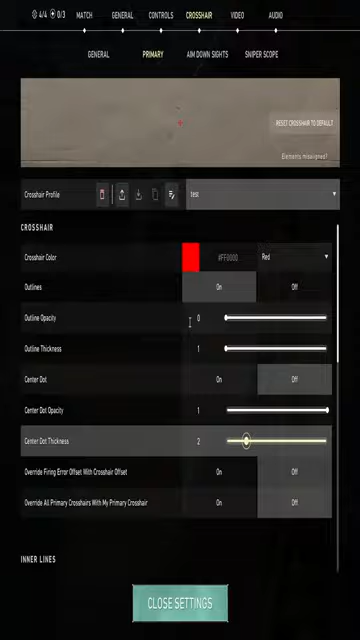 4/4 0/3 MATCH GENERAL CONTROLS CROSSHAIR VIDEO AUDIO
GENERAL PRIMARY AIM DOWN SIGHTS SNIPER SCOPE
RESET CROSSHAIR TO DEFAULT
Elements misaligned?
Crosshair Profile test
CROSSHAIR
Crosshair Color #FF0000 Red
Outlines On Off
Outline Opacity 0
Outline Thickness 1
Center Dot On Off
Center Dot Opacity 1
Center Dot Thickness 2
Override Firing Error Offset With Crosshair Offset On Off
Override All Primary Crosshairs With My Primary Crosshair On Off
INNER LINES
CLOSE SETTINGS